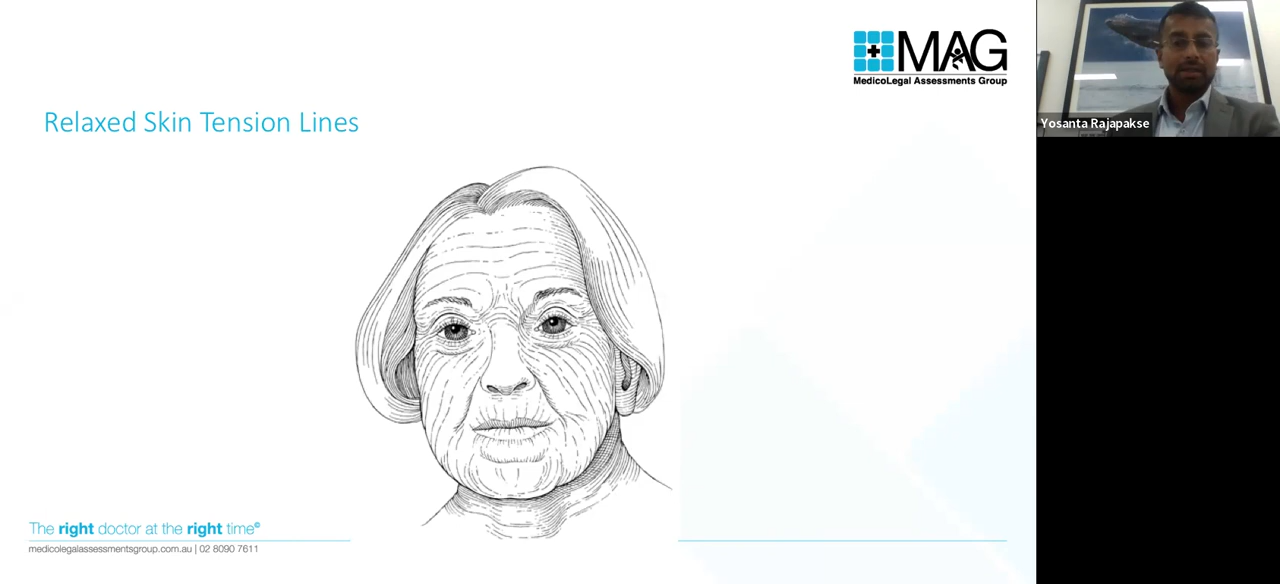 MAG
MedicoLegal Assessments Group
Yosanta Rajapakse
Relaxed Skin Tension Lines
The right doctor at the right time©
medicolegalassessmentsgroup.com.au | 02 8090 7611